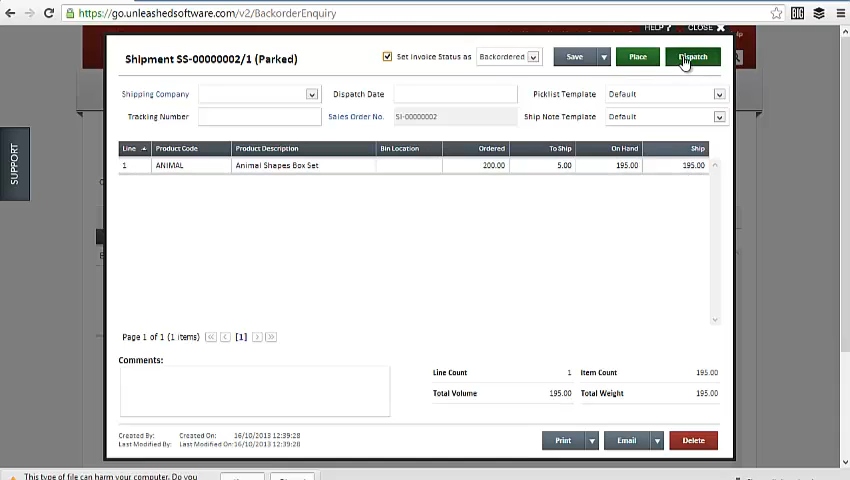 https://go.unleashedsoftware.com/v2/BackorderEnquiry
HELP ? CLOSE ✖
Shipment SS-00000002/1 (Parked)
Set Invoice Status as Backordered Save Place Dispatch
Shipping Company Dispatch Date Picklist Template Default
Tracking Number Sales Order No. SI-00000002 Ship Note Template Default
SUPPORT
Line Product Code Product Description Bin Location Ordered To Ship On Hand Ship
1 ANIMAL Animal Shapes Box Set 200.00 5.00 195.00 195.00
Page 1 of 1 (1 items) << < [1] > >>
Comments:
Line Count 1 Item Count 195.00
Total Volume 195.00 Total Weight 195.00
Created By: Created On: 16/10/2013 12:39:28
Last Modified By: Last Modified On: 16/10/2013 12:39:28
Print Email Delete
This type of file can harm your computer. Do you